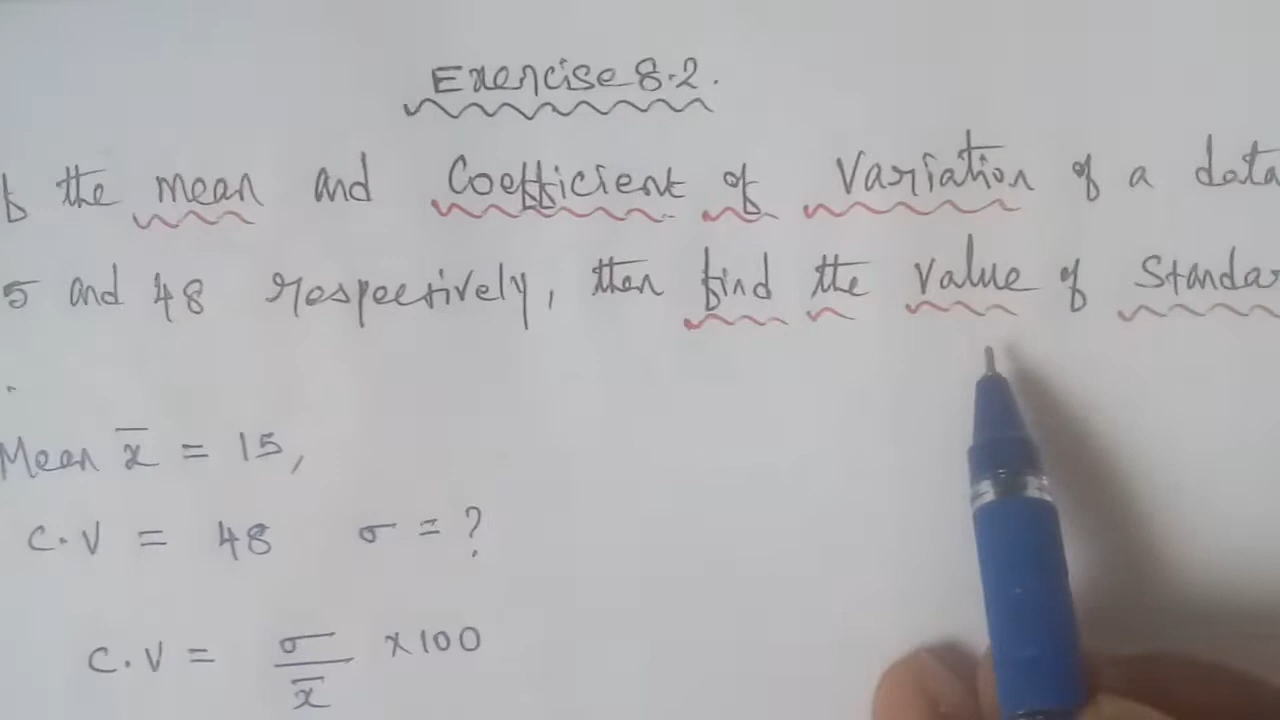 Exercise 8.2.
the mean and Coefficient of Variation of a data
5 and 48 respectively, then find the value of Standa
Mean x̅ = 15,
C.V = 48 σ = ?
C.V = σ/x̅ ×100